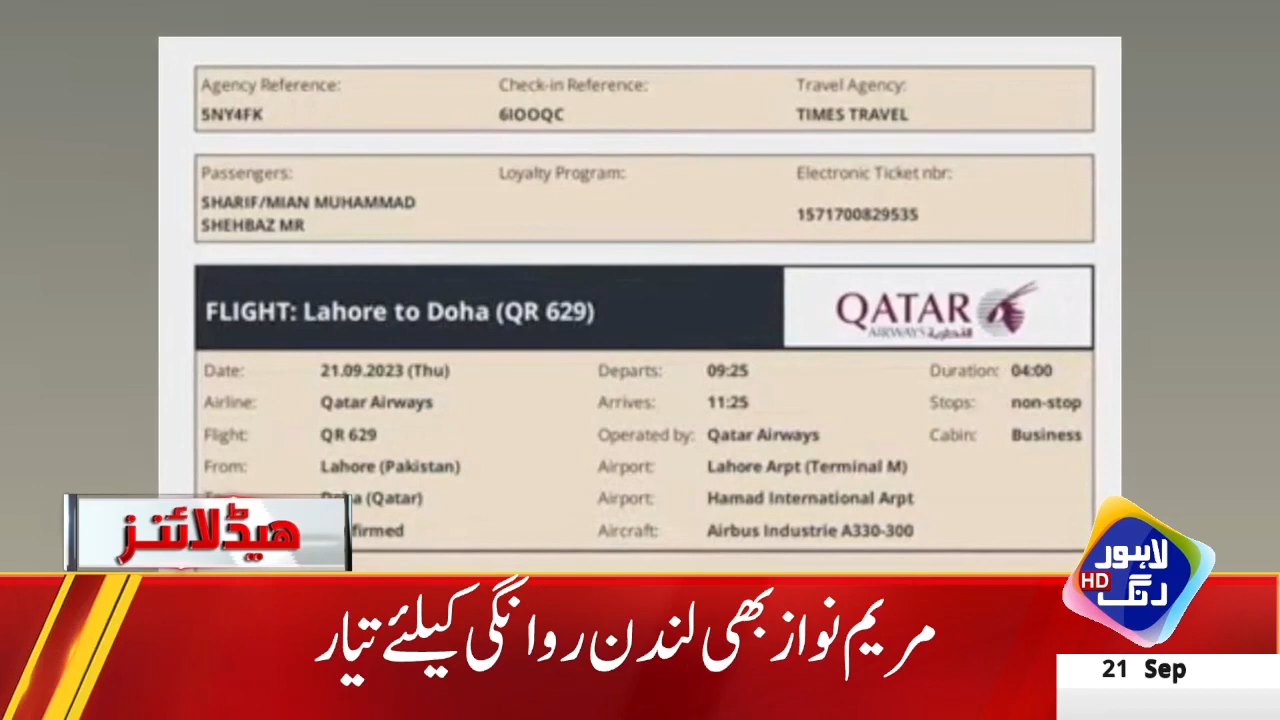 Agency Reference: Check-in Reference: Travel Agency:
5NY4FK 6IOOQC TIMES TRAVEL
Passengers: Loyalty Program: Electronic Ticket nbr:
SHARIF/MIAN MUHAMMAD
SHEHBAZ MR 1571700829535
FLIGHT: Lahore to Doha (QR 629)
QATAR
AIRWAYS القطرية
Date: 21.09.2023 (Thu) Departs: 09:25 Duration: 04:00
Airline: Qatar Airways Arrives: 11:25 Stops: non-stop
Flight: QR 629 Operated by: Qatar Airways Cabin: Business
From: Lahore (Pakistan) Airport: Lahore Arpt (Terminal M)
(Qatar) Airport: Hamad International Arpt
firmed Aircraft: Airbus Industrie A330-300
ہیڈلائنز
لاہور
HD رنگ
مریم نواز بھی لندن روانگی کیلئے تیار
21 Sep